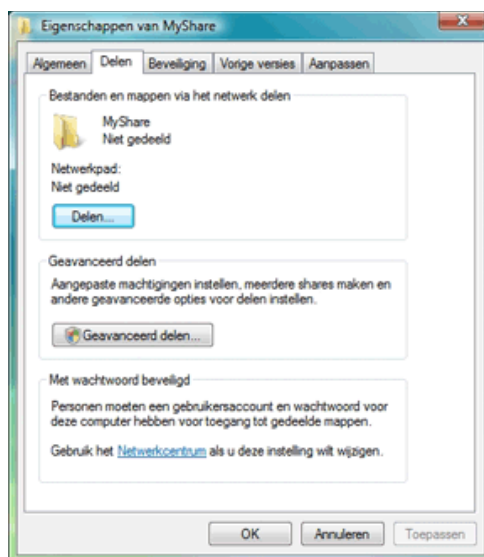 Eigenschappen van MyShare
Algemeen Delen Beveiliging Vorige versies Aanpassen
Bestanden en mappen via het netwerk delen
MyShare
Niet gedeeld
Netwerkpad:
Niet gedeeld
Delen...
Geavanceerd delen
Aangepaste machtigingen instellen, meerdere shares maken en
andere geavanceerde opties voor delen instellen.
Geavanceerd delen...
Met wachtwoord beveiligd
Personen moeten een gebruikersaccount en wachtwoord voor
deze computer hebben voor toegang tot gedeelde mappen.
Gebruik het Netwerkcentrum als u deze instelling wilt wijzigen.
OK Annuleren Toepassen